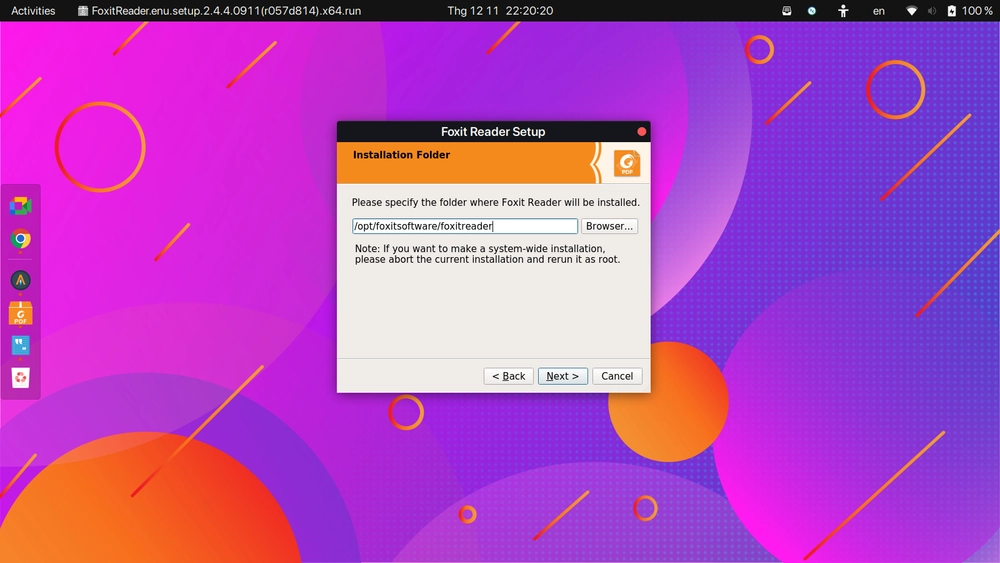 Activities
FoxitReader.enu.setup.2.4.4.0911(r057d814).x64.run
Thg 12 11 22:20:20
en
100 %
Foxit Reader Setup
Installation Folder
PDF
Please specify the folder where Foxit Reader will be installed.
/opt/foxitsoftware/foxitreader
Browser...
Note: If you want to make a system-wide installation,
please abort the current installation and rerun it as root.
PDF
< Back
Next >
Cancel